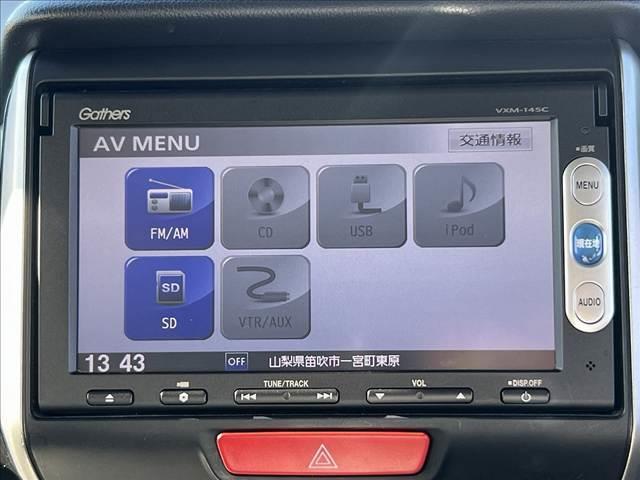 Gathers
VXM-145C
AV MENU
交通情報
■画質
MENU
FM/AM
CD
USB
iPod
現在地
SD
SD
VTR/AUX
AUDIO
13 43
OFF
山梨県笛吹市一宮町東原
TUNE/TRACK
VOL
■DISP.OFF